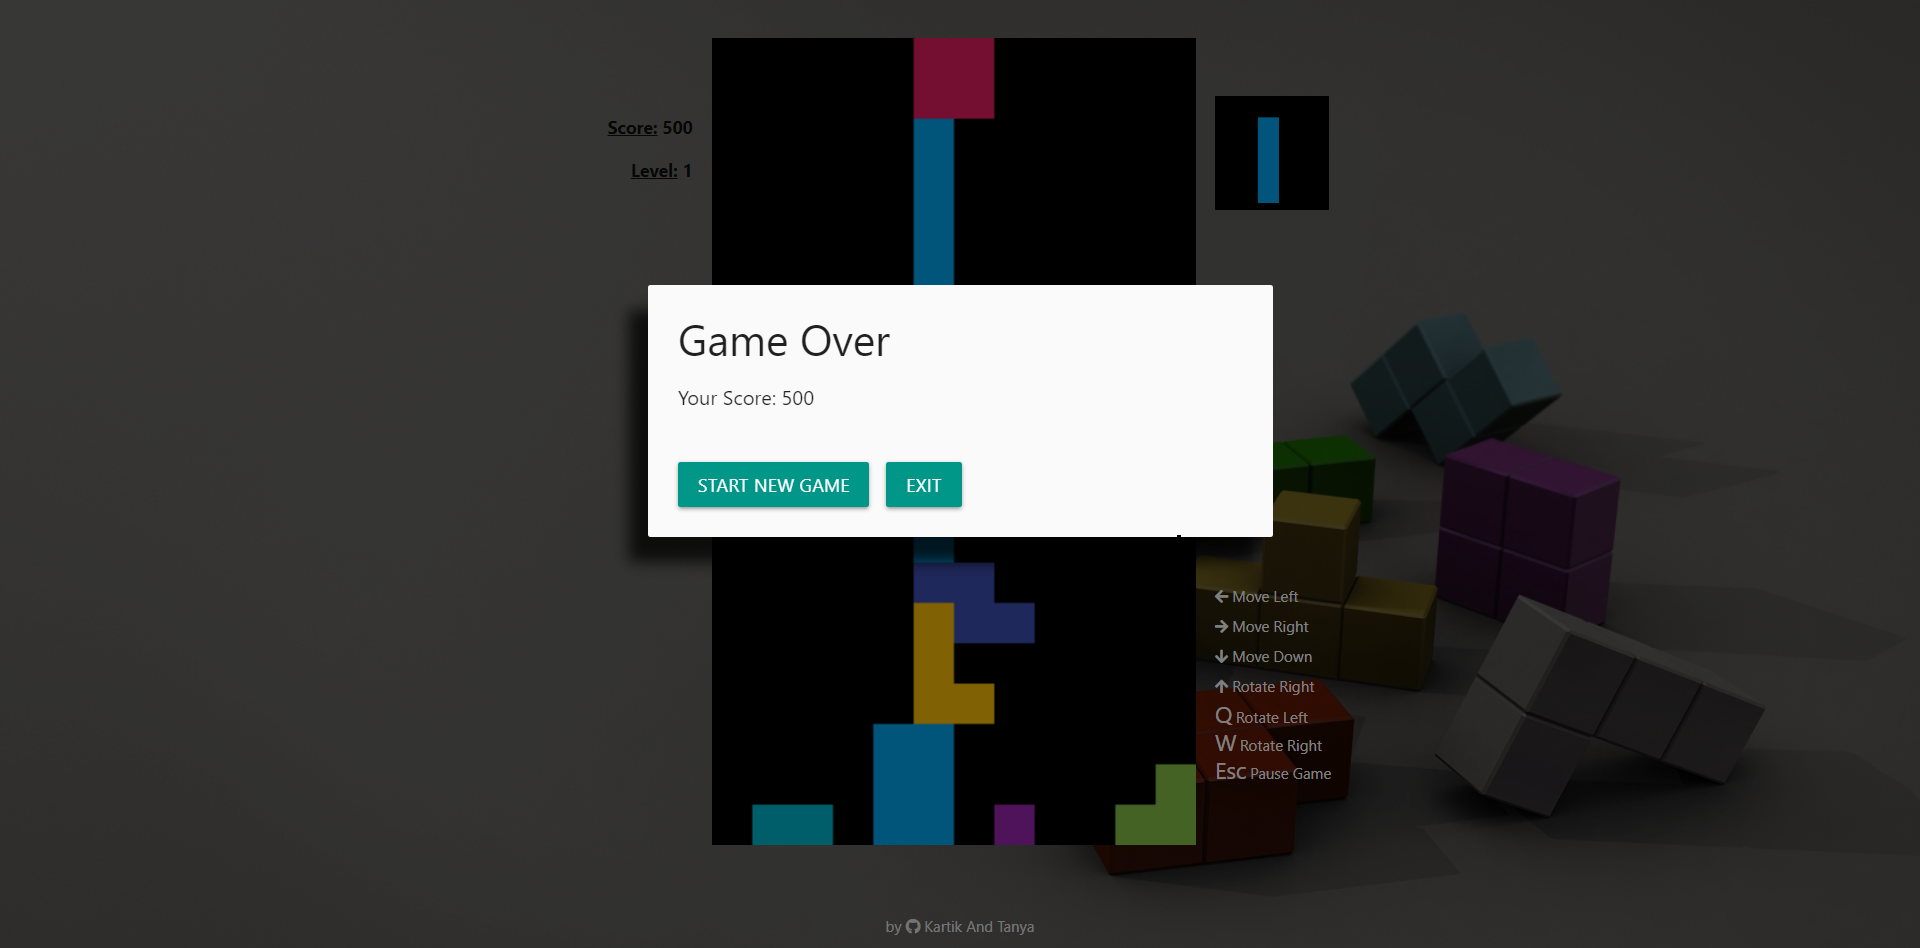 Score: 500
Level: 1
Game Over
Your Score: 500
START NEW GAME
EXIT
Move Left
Move Right
Move Down
Rotate Right
Q Rotate Left
W Rotate Right
Esc Pause Game
by Kartik And Tanya